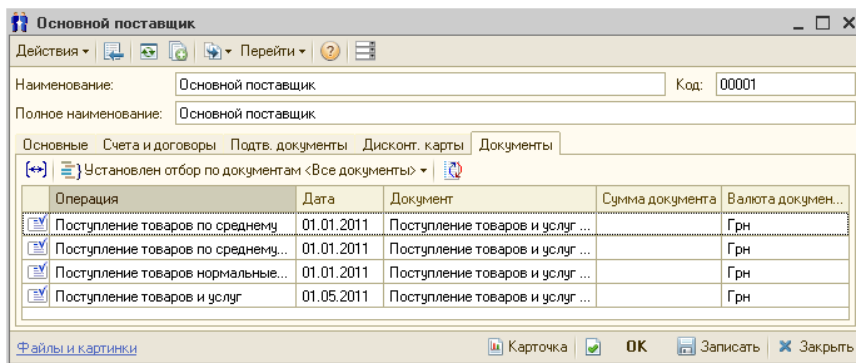 Основной поставщик
Действия Перейти
Наименование: Основной поставщик Код: 00001
Полное наименование: Основной поставщик
Основные Счета и договоры Подтв. документы Дисконт. карты Документы
Установлен отбор по документам <Все документы>
Операция Дата Документ Сумма документа Валюта докумен...
Поступление товаров по среднему 01.01.2011 Поступление товаров и услуг ... Грн
Поступление товаров по среднему... 01.01.2011 Поступление товаров и услуг ... Грн
Поступление товаров нормальные... 01.01.2011 Поступление товаров и услуг ... Грн
Поступление товаров и услуг 01.05.2011 Поступление товаров и услуг ... Грн
Файлы и картинки Карточка OK Записать Закрыть